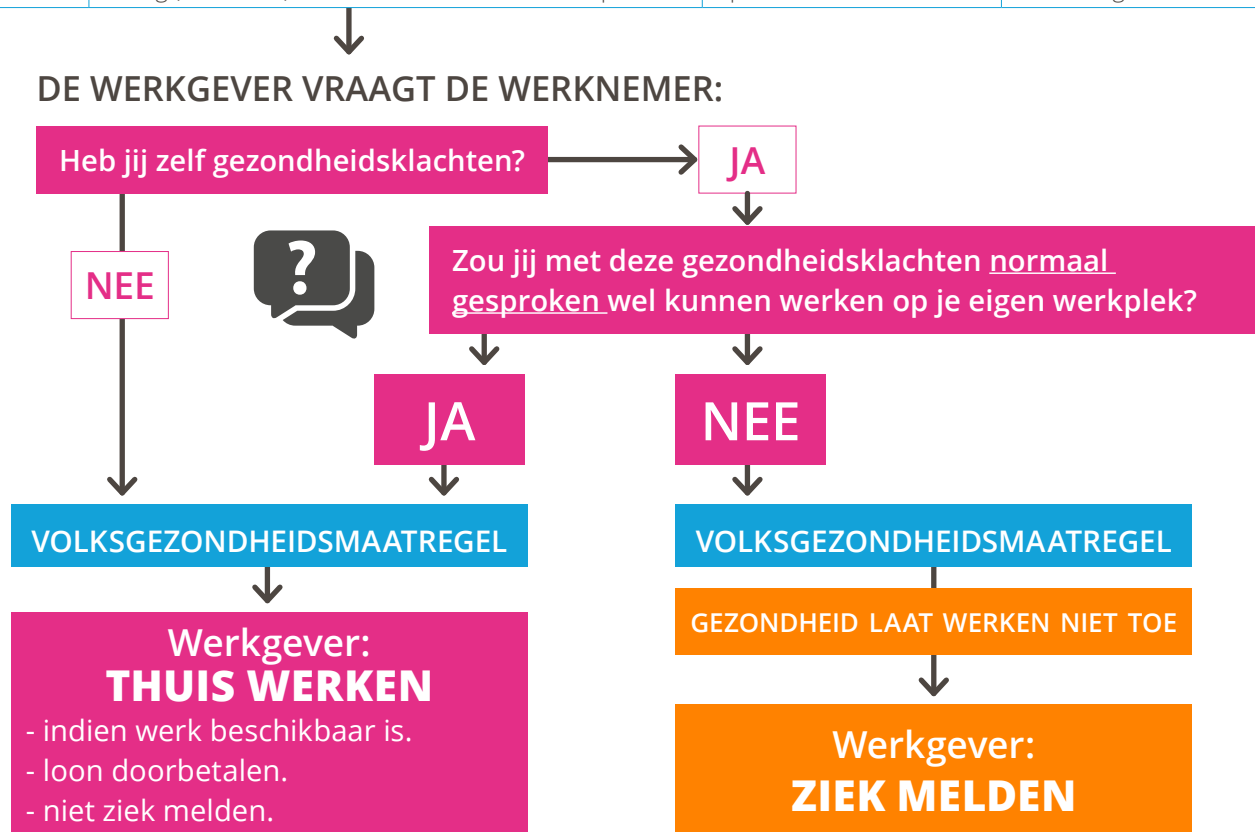 DE WERKGEVER VRAAGT DE WERKNEMER:
Heb jij zelf gezondheidsklachten?
JA
NEE
?
Zou jij met deze gezondheidsklachten normaal
gesproken wel kunnen werken op je eigen werkplek?
JA
NEE
VOLKSGEZONDHEIDSMAATREGEL
VOLKSGEZONDHEIDSMAATREGEL
GEZONDHEID LAAT WERKEN NIET TOE
Werkgever:
THUIS WERKEN
- indien werk beschikbaar is.
- loon doorbetalen.
- niet ziek melden.
Werkgever:
ZIEK MELDEN